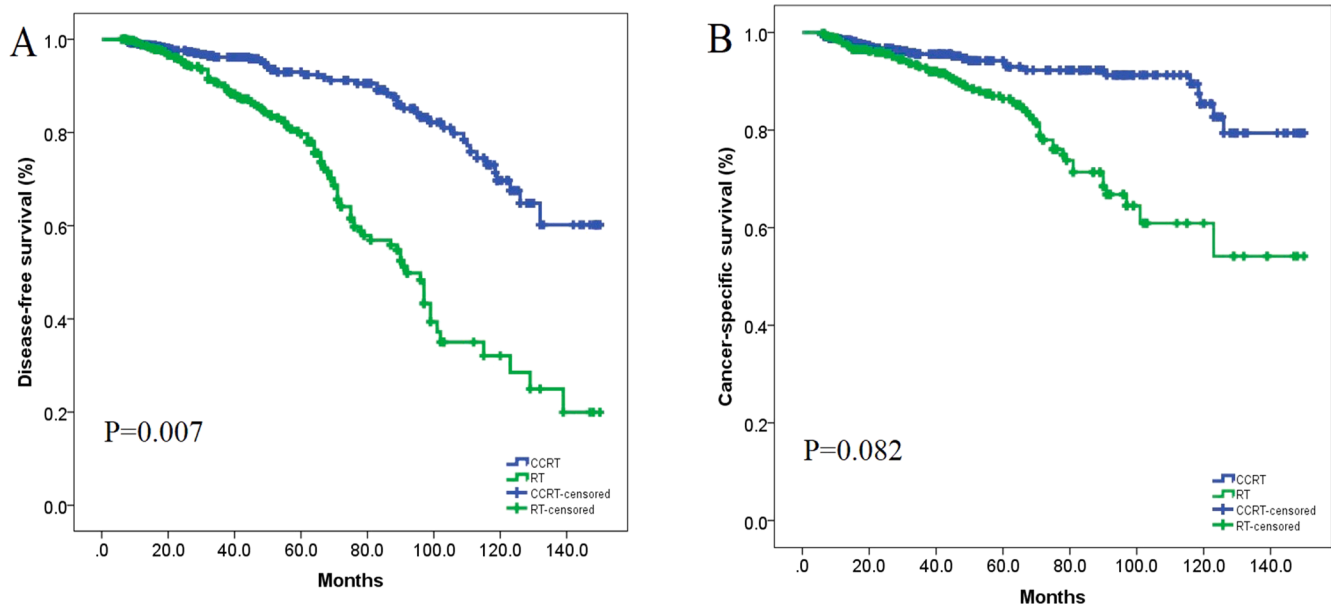 A
Disease-free survival (%)
1.0
0.8
0.6
0.4
0.2
0.0
P=0.007
CCRT
RT
CCRT-censored
RT-censored
.0 20.0 40.0 60.0 80.0 100.0 120.0 140.0
Months
B
Cancer-specific survival (%)
1.0
0.8
0.6
0.4
0.2
0.0
P=0.082
CCRT
RT
CCRT-censored
RT-censored
.0 20.0 40.0 60.0 80.0 100.0 120.0 140.0
Months